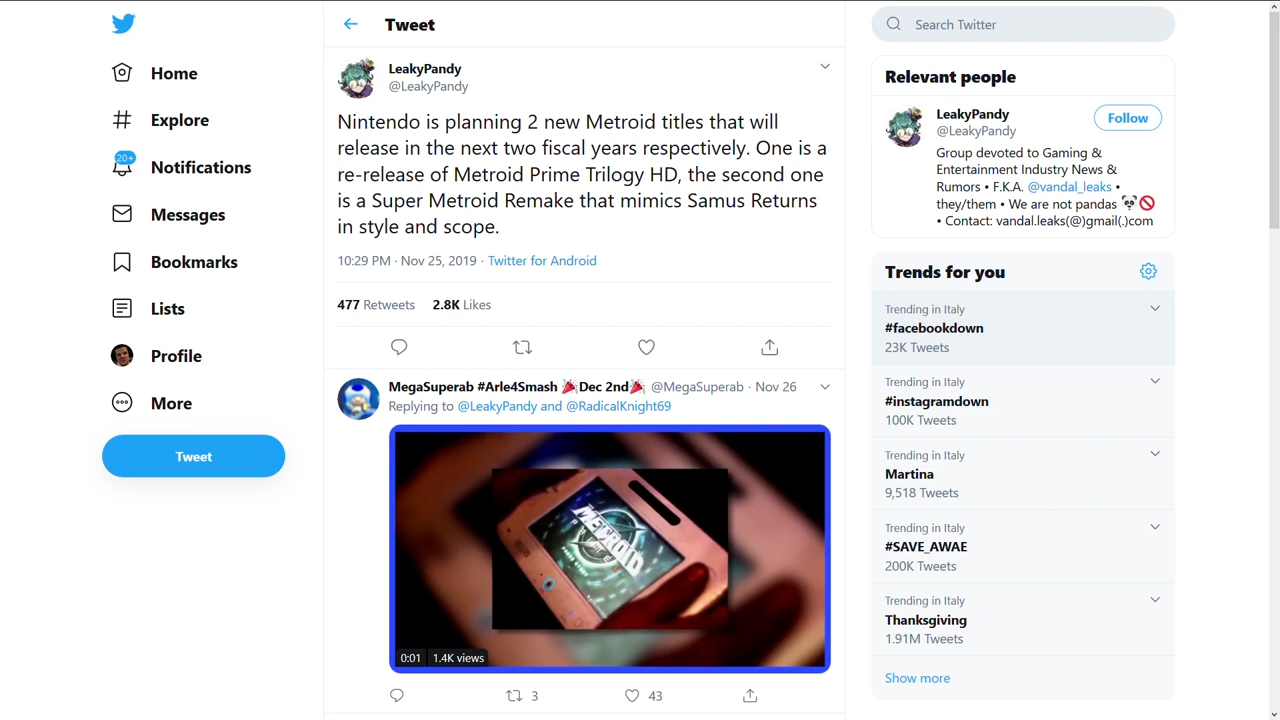 Home
Explore
20+
Notifications
Messages
Bookmarks
Lists
Profile
More
Tweet
Tweet
LeakyPandy
@LeakyPandy
Nintendo is planning 2 new Metroid titles that will
release in the next two fiscal years respectively. One is a
re-release of Metroid Prime Trilogy HD, the second one
is a Super Metroid Remake that mimics Samus Returns
in style and scope.
10:29 PM · Nov 25, 2019 · Twitter for Android
477 Retweets 2.8K Likes
MegaSuperab #Arle4Smash 🎉Dec 2nd🎉 @MegaSuperab · Nov 26
Replying to @LeakyPandy and @RadicalKnight69
METROID
0:01 1.4K views
3 43
Search Twitter
Relevant people
LeakyPandy
@LeakyPandy
Follow
Group devoted to Gaming &
Entertainment Industry News &
Rumors • F.K.A. @vandal_leaks •
they/them • We are not pandas 🐼🚫
• Contact: vandal.leaks(@)gmail(.)com
Trends for you
Trending in Italy
#facebookdown
23K Tweets
Trending in Italy
#instagramdown
100K Tweets
Trending in Italy
Martina
9,518 Tweets
Trending in Italy
#SAVE_AWAE
200K Tweets
Trending in Italy
Thanksgiving
1.91M Tweets
Show more